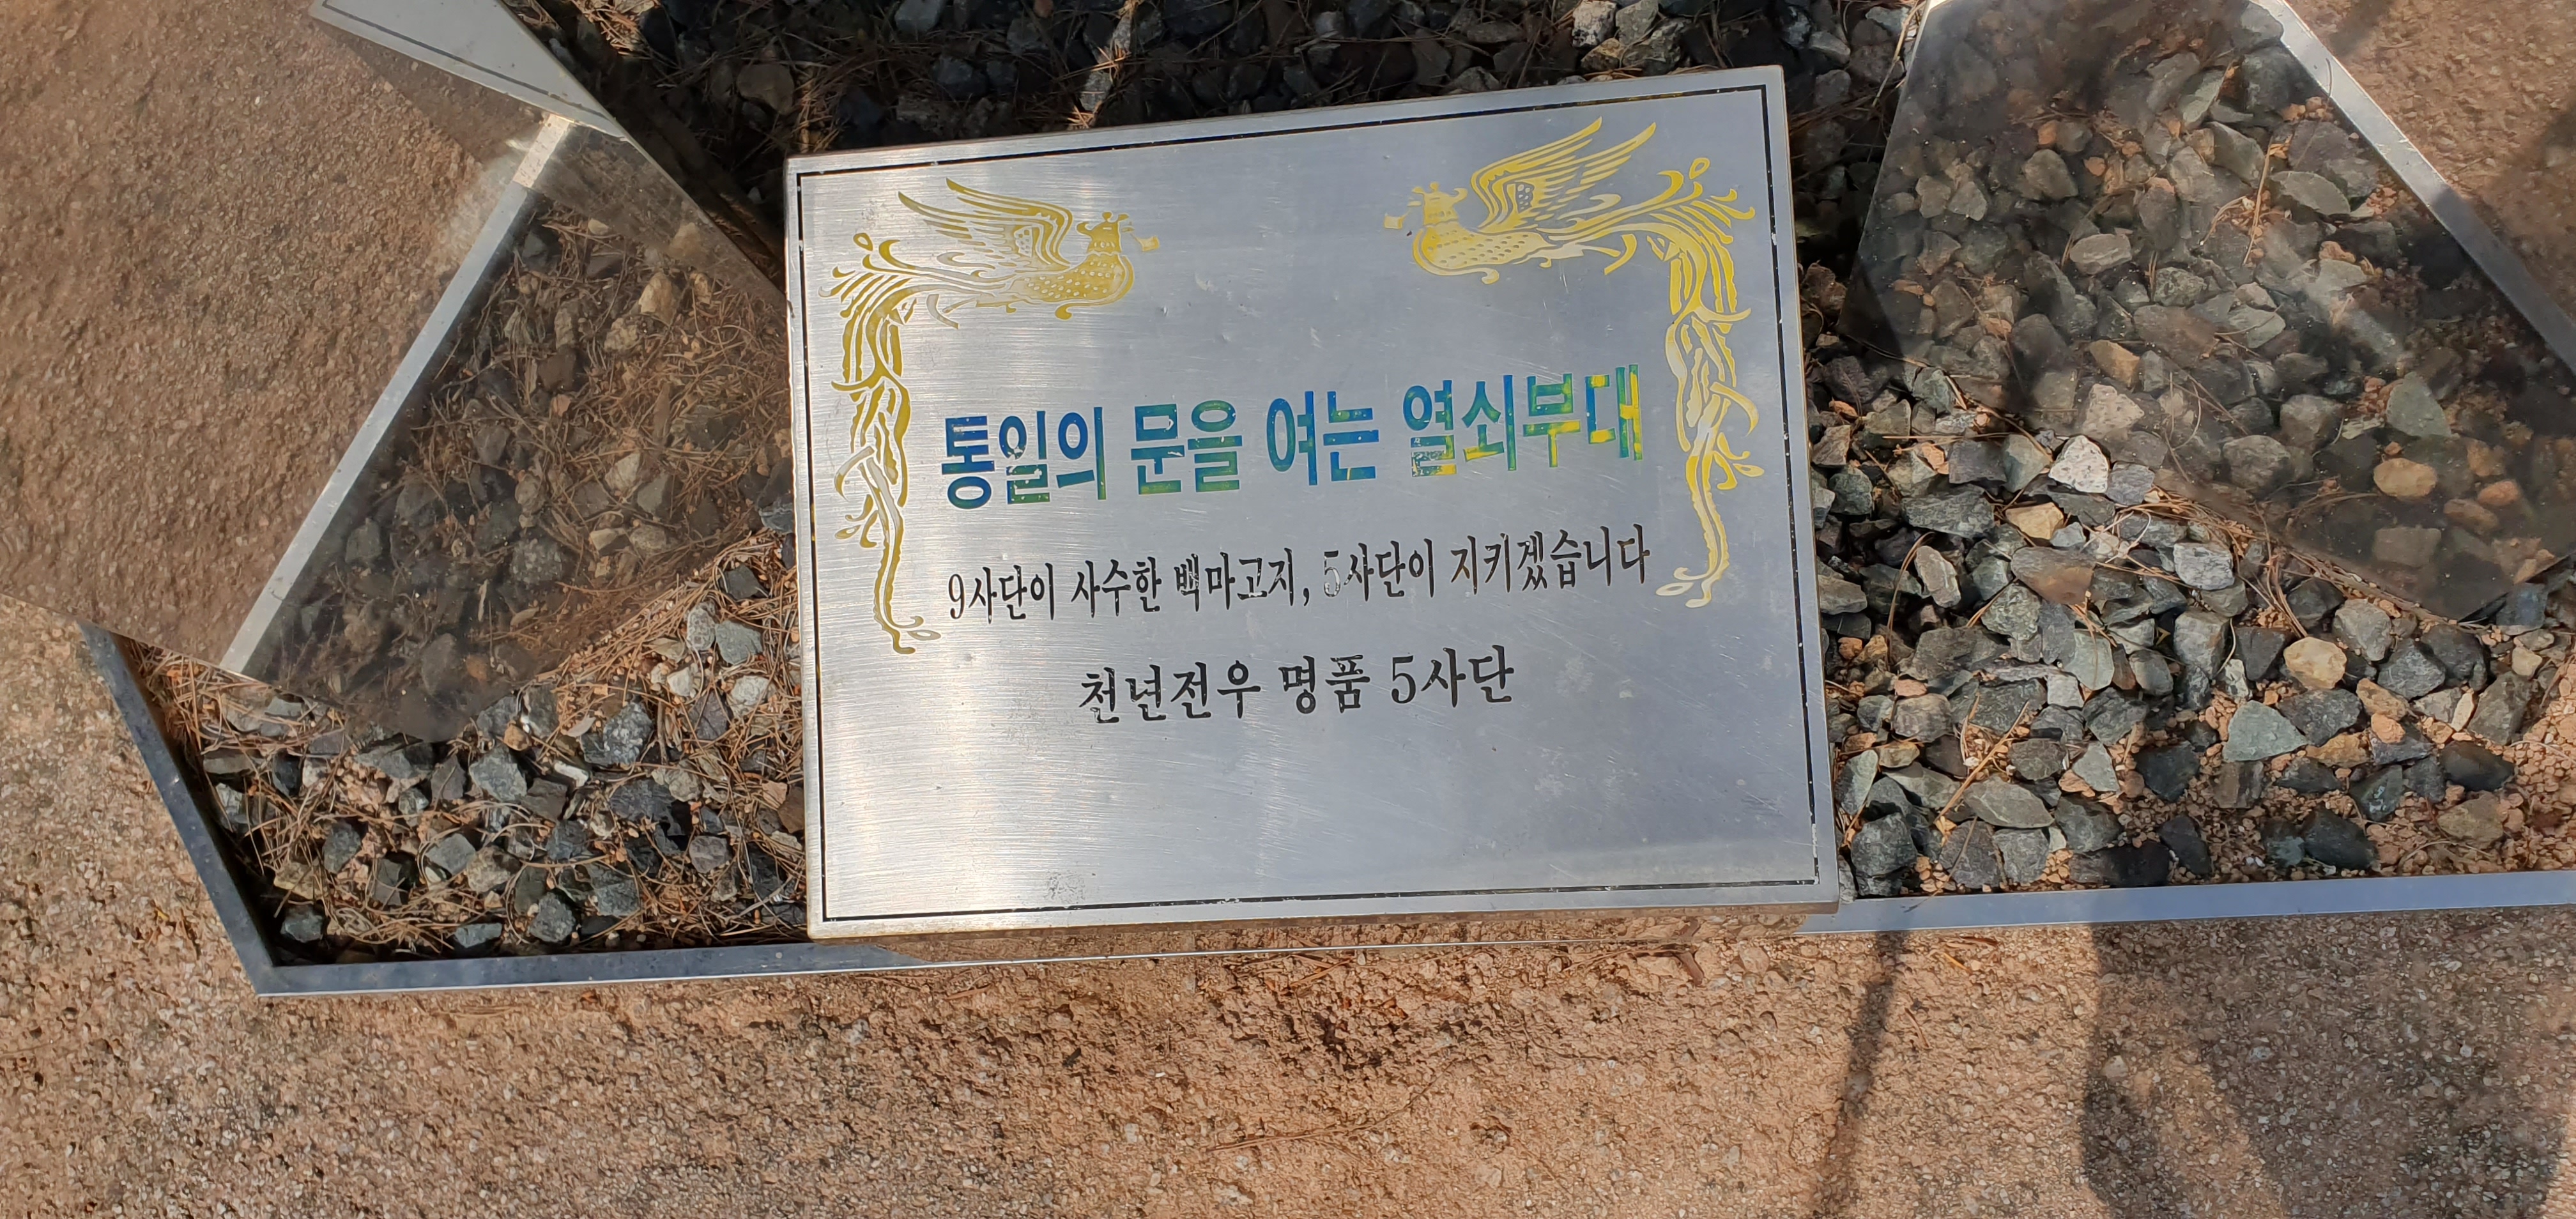 통일의 문을 여는 열쇠부대
9사단이 사수한 백마고지, 5사단이 지키겠습니다
천년전우 명품 5사단